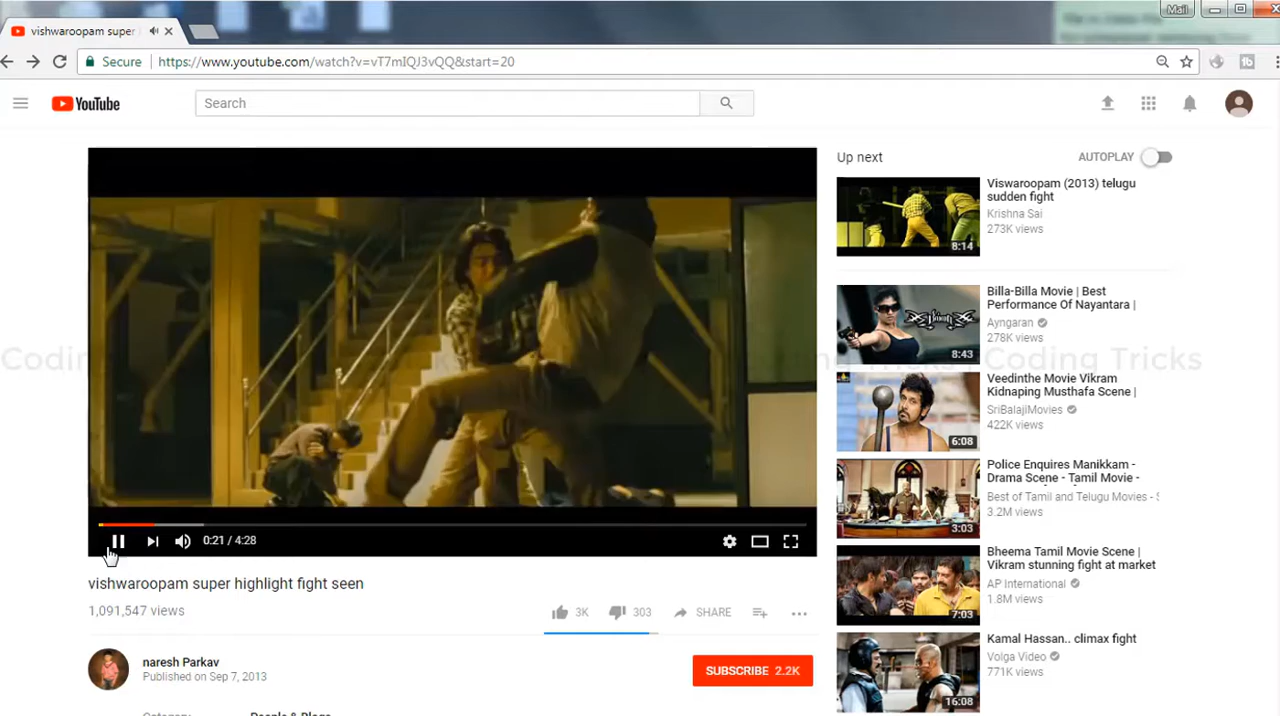 Mail
vishwaroopam super
Secure
https://www.youtube.com/watch?v=vT7mIQJ3vQQ&start=20
YouTube
Search
Up next
AUTOPLAY
Viswaroopam (2013) telugu
sudden fight
Krishna Sai
273K views
8:14
Billa-Billa Movie | Best
Performance Of Nayantara |
Ayngaran
278K views
8:43
Coding Tricks
Veedinthe Movie Vikram
Kidnaping Musthafa Scene |
SriBalajiMovies
422K views
6:08
Police Enquires Manikkam -
Drama Scene - Tamil Movie -
Best of Tamil and Telugu Movies - S
3.2M views
3:03
Bheema Tamil Movie Scene |
Vikram stunning fight at market
AP International
1.8M views
7:03
Kamal Hassan.. climax fight
Volga Video
771K views
16:08
0:21 / 4:28
vishwaroopam super highlight fight seen
1,091,547 views
3K
303
SHARE
naresh Parkav
Published on Sep 7, 2013
SUBSCRIBE 2.2K
Category
People & Blogs